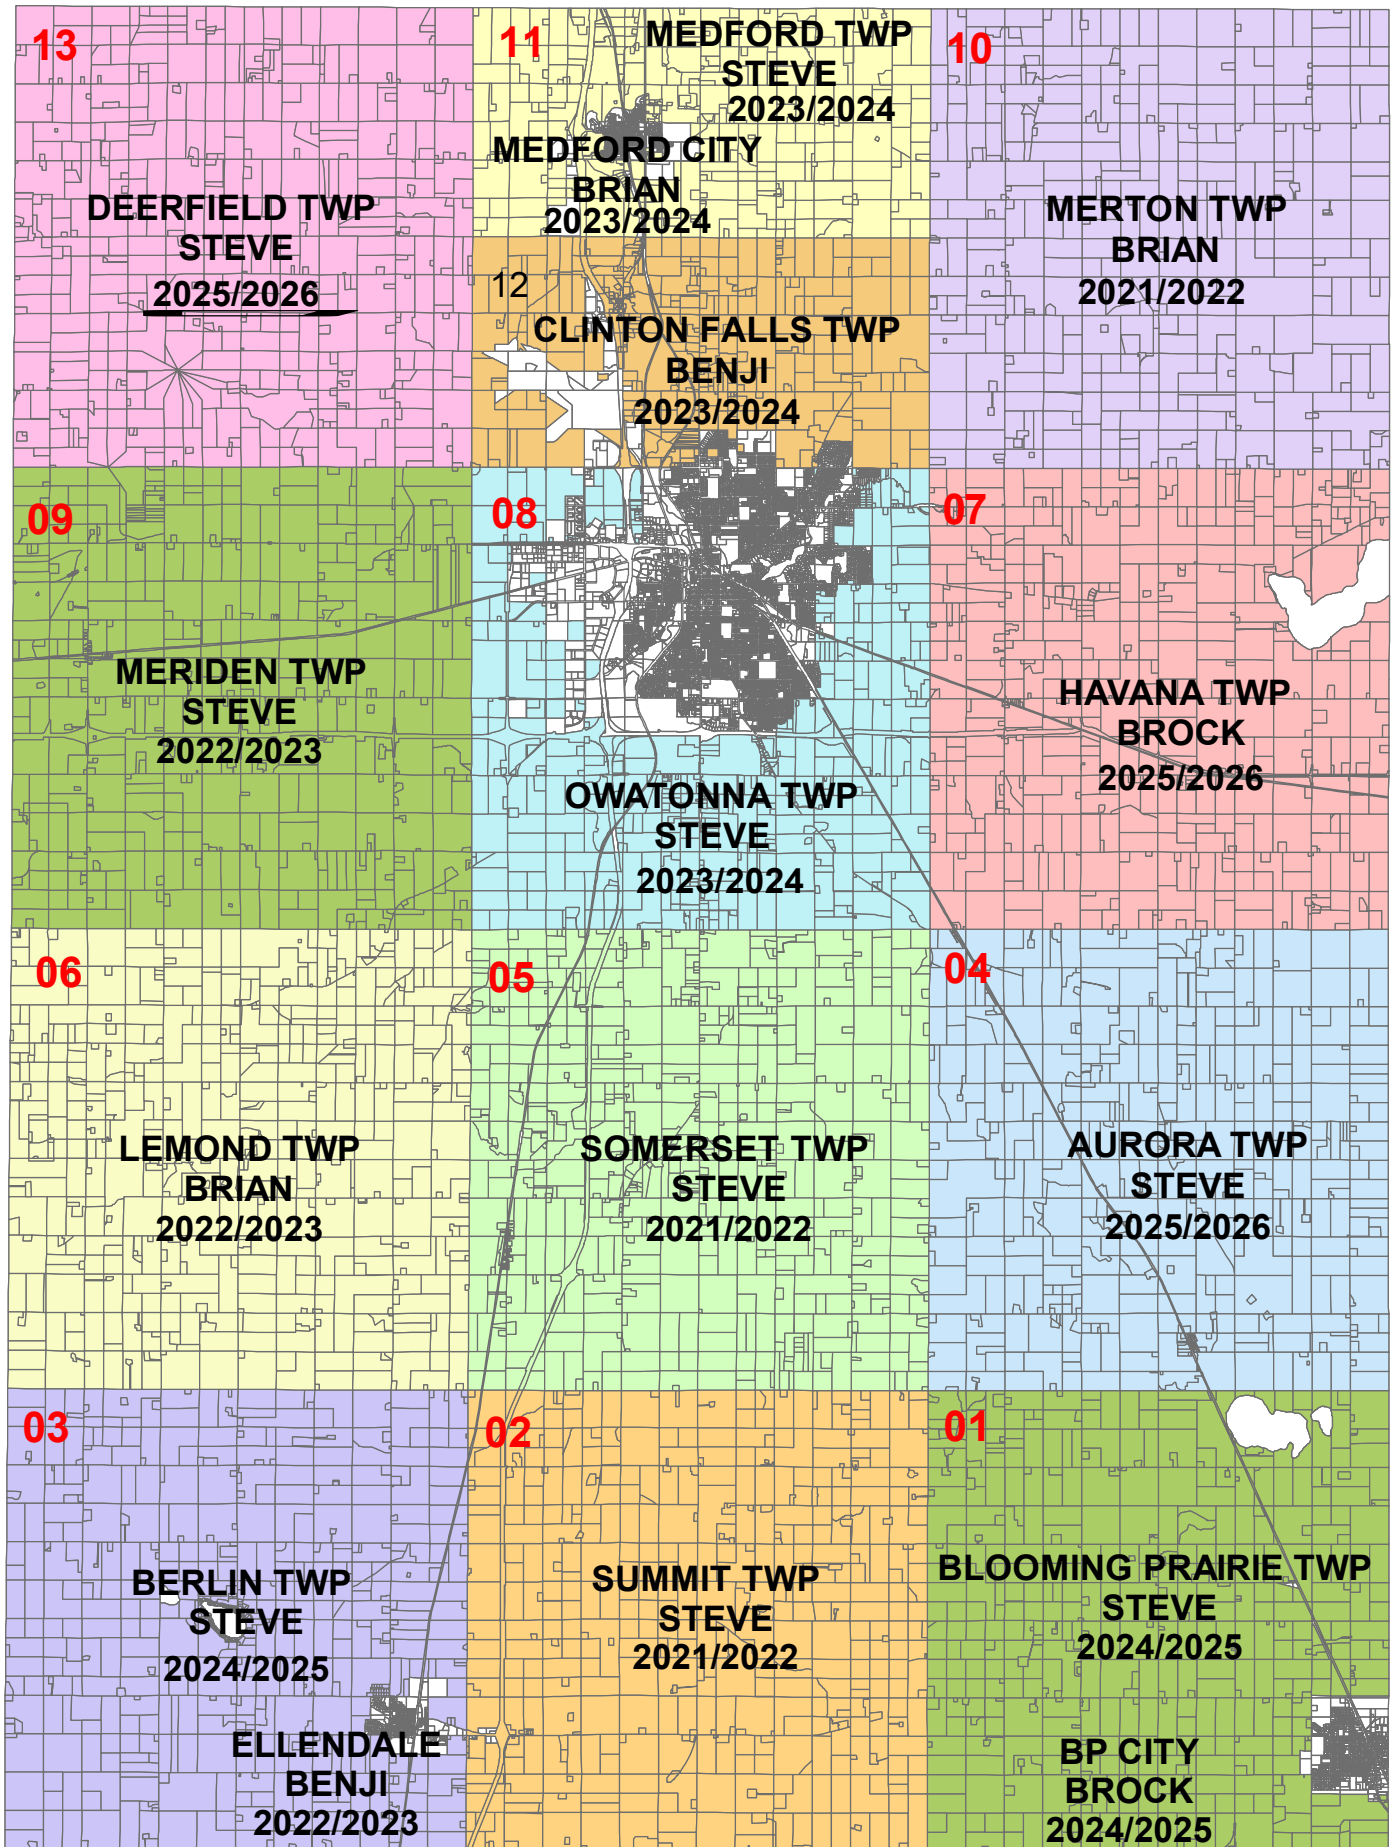 13
DEERFIELD TWP
STEVE
2025/2026
11
MEDFORD TWP
STEVE
2023/2024
MEDFORD CITY
BRIAN
2023/2024
10
MERTON TWP
BRIAN
2021/2022
12
CLINTON FALLS TWP
BENJI
2023/2024
09
MERIDEN TWP
STEVE
2022/2023
08
OWATONNA TWP
STEVE
2023/2024
07
HAVANA TWP
BROCK
2025/2026
06
LEMOND TWP
BRIAN
2022/2023
05
SOMERSET TWP
STEVE
2021/2022
04
AURORA TWP
STEVE
2025/2026
03
BERLIN TWP
STEVE
2024/2025
ELLENDALE
BENJI
2022/2023
02
SUMMIT TWP
STEVE
2021/2022
01
BLOOMING PRAIRIE TWP
STEVE
2024/2025
BP CITY
BROCK
2024/2025